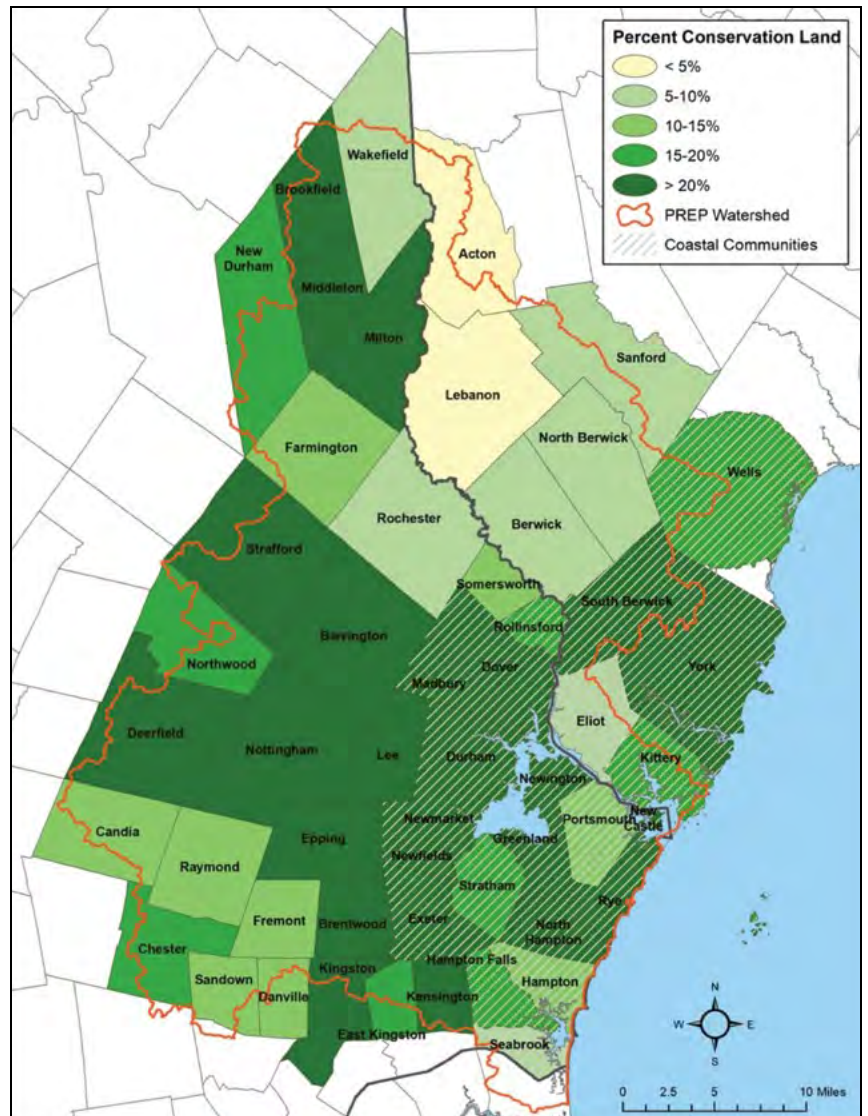 Percent Conservation Land
< 5%
5-10%
10-15%
15-20%
> 20%
PREP Watershed
Coastal Communities
Wakefield
Brookfield
New
Durham
Acton
Middleton
Milton
Sanford
Lebanon
North Berwick
Farmington
Wells
Rochester
Berwick
Strafford
Somersworth
South Berwick
Rollinsford
Barrington
Northwood
Madbury
Dover
York
Eliot
Deerfield
Nottingham
Lee
Durham
Kittery
Newington
New
Castle
Candia
Newmarket
Portsmouth
Epping
Greenland
Raymond
Newfields
Stratham
Rye
Fremont
Brentwood
Exeter
North
Hampton
Chester
Hampton Falls
Kingston
Sandown
Danville
Kensington
Hampton
East Kingston
Seabrook
N
W
E
S
0 2.5 5 10 Miles